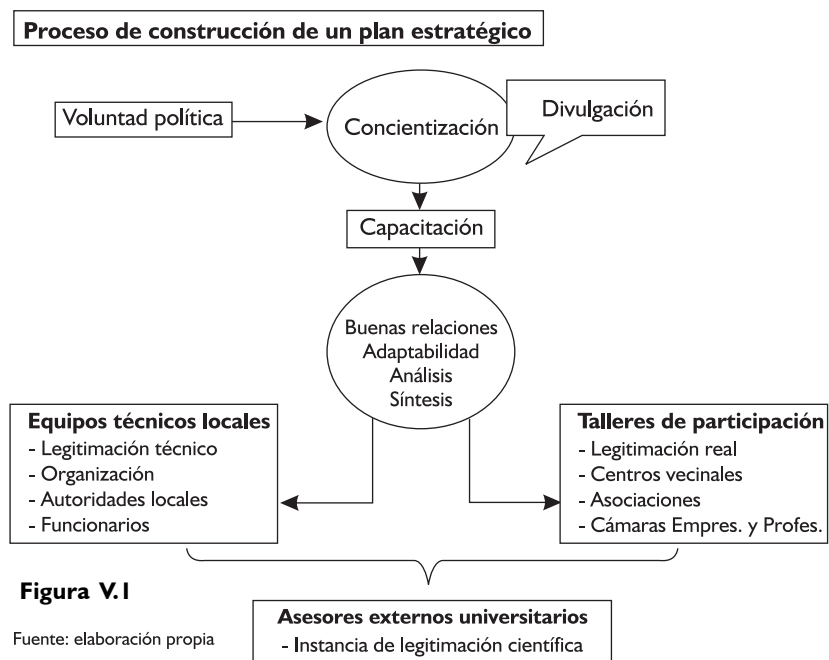 Proceso de construcción de un plan estratégico
Voluntad política
Concientización
Divulgación
Capacitación
Buenas relaciones
Adaptabilidad
Análisis
Síntesis
Equipos técnicos locales
- Legitimación técnico
- Organización
- Autoridades locales
- Funcionarios
Talleres de participación
- Legitimación real
- Centros vecinales
- Asociaciones
- Cámaras Empres. y Profes.
Figura V.1
Fuente: elaboración propia
Asesores externos universitarios
- Instancia de legitimación científica